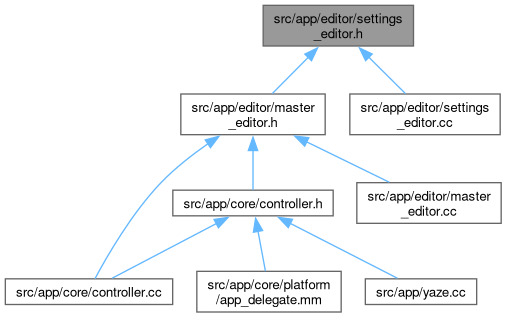 src/app/editor/settings
_editor.h
src/app/editor/master
_editor.h
src/app/editor/settings
_editor.cc
src/app/core/controller.h
src/app/editor/master
_editor.cc
src/app/core/controller.cc
src/app/core/platform
/app_delegate.mm
src/app/yaze.cc